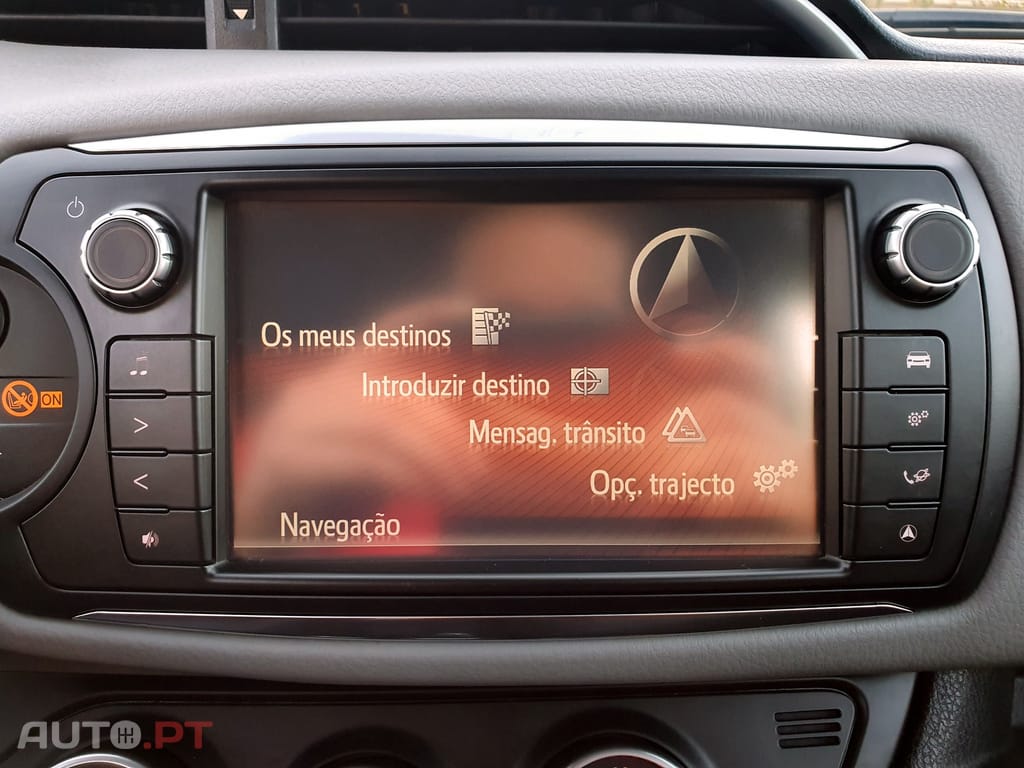 Os meus destinos
Introduzir destino
ON
Mensag. trânsito
Opç. trajecto
Navegação
AUTO.PT